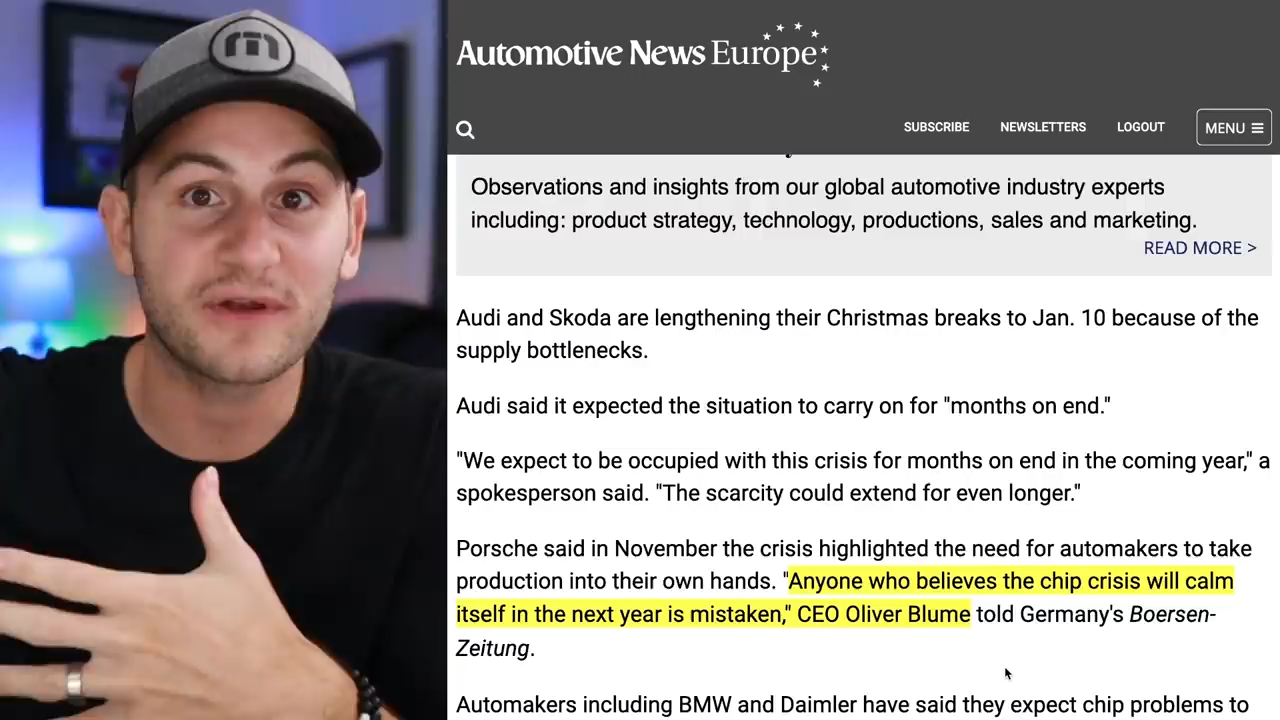 Automotive News Europe
SUBSCRIBE NEWSLETTERS LOGOUT MENU
Observations and insights from our global automotive industry experts
including: product strategy, technology, productions, sales and marketing.
READ MORE >
Audi and Skoda are lengthening their Christmas breaks to Jan. 10 because of the
supply bottlenecks.
Audi said it expected the situation to carry on for "months on end."
"We expect to be occupied with this crisis for months on end in the coming year," a
spokesperson said. "The scarcity could extend for even longer."
Porsche said in November the crisis highlighted the need for automakers to take
production into their own hands. "Anyone who believes the chip crisis will calm
itself in the next year is mistaken," CEO Oliver Blume told Germany's Boersen-
Zeitung.
Automakers including BMW and Daimler have said they expect chip problems to